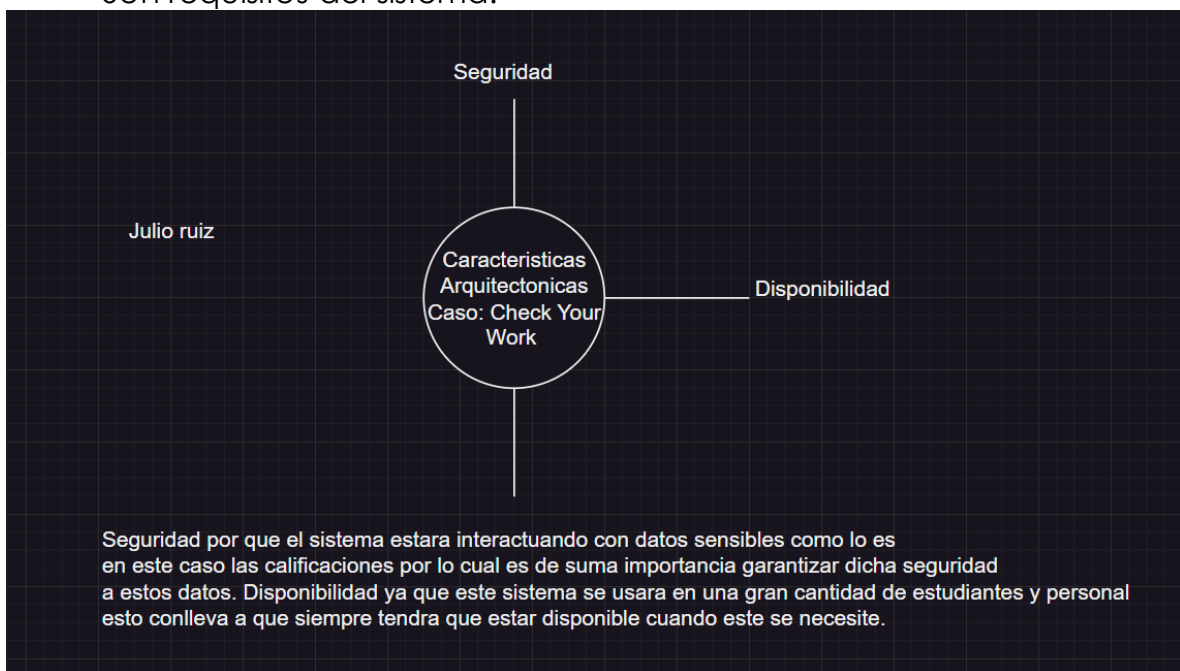 son requisitos del sistema.
Seguridad
Julio ruiz
Caracteristicas
Arquitectonicas
Caso: Check Your
Work
Disponibilidad
Seguridad por que el sistema estara interactuando con datos sensibles como lo es
en este caso las calificaciones por lo cual es de suma importancia garantizar dicha seguridad
a estos datos. Disponibilidad ya que este sistema se usara en una gran cantidad de estudiantes y personal
esto conlleva a que siempre tendra que estar disponible cuando este se necesite.